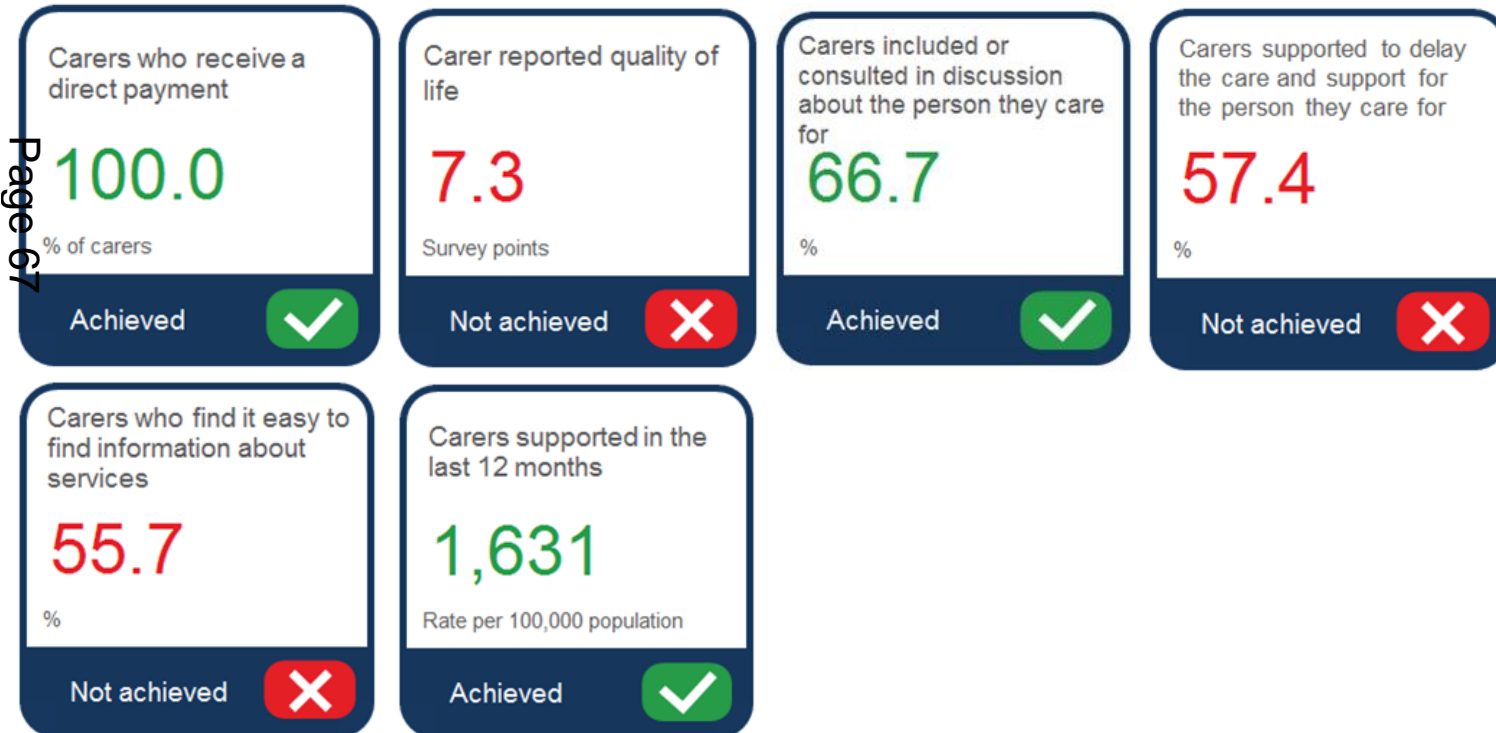 Carers who receive a
direct payment
100.0
% of carers
Achieved
Carer reported quality of
life
7.3
Survey points
Not achieved
Carers included or
consulted in discussion
about the person they care
for
66.7
%
Achieved
Carers supported to delay
the care and support for
the person they care for
57.4
%
Not achieved
Page 67
Carers who find it easy to
find information about
services
55.7
%
Not achieved
Carers supported in the
last 12 months
1,631
Rate per 100,000 population
Achieved